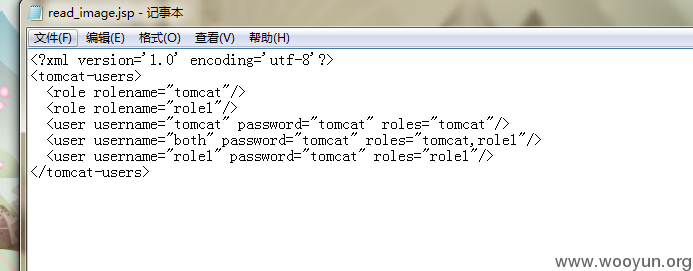 read_image.jsp - 记事本
文件(F) 编辑(E) 格式(O) 查看(V) 帮助(H)
<?xml version='1.0' encoding='utf-8'?>
<tomcat-users>
  <role rolename="tomcat"/>
  <role rolename="role1"/>
  <user username="tomcat" password="tomcat" roles="tomcat"/>
  <user username="both" password="tomcat" roles="tomcat,role1"/>
  <user username="role1" password="tomcat" roles="role1"/>
</tomcat-users>
www.wooyun.org